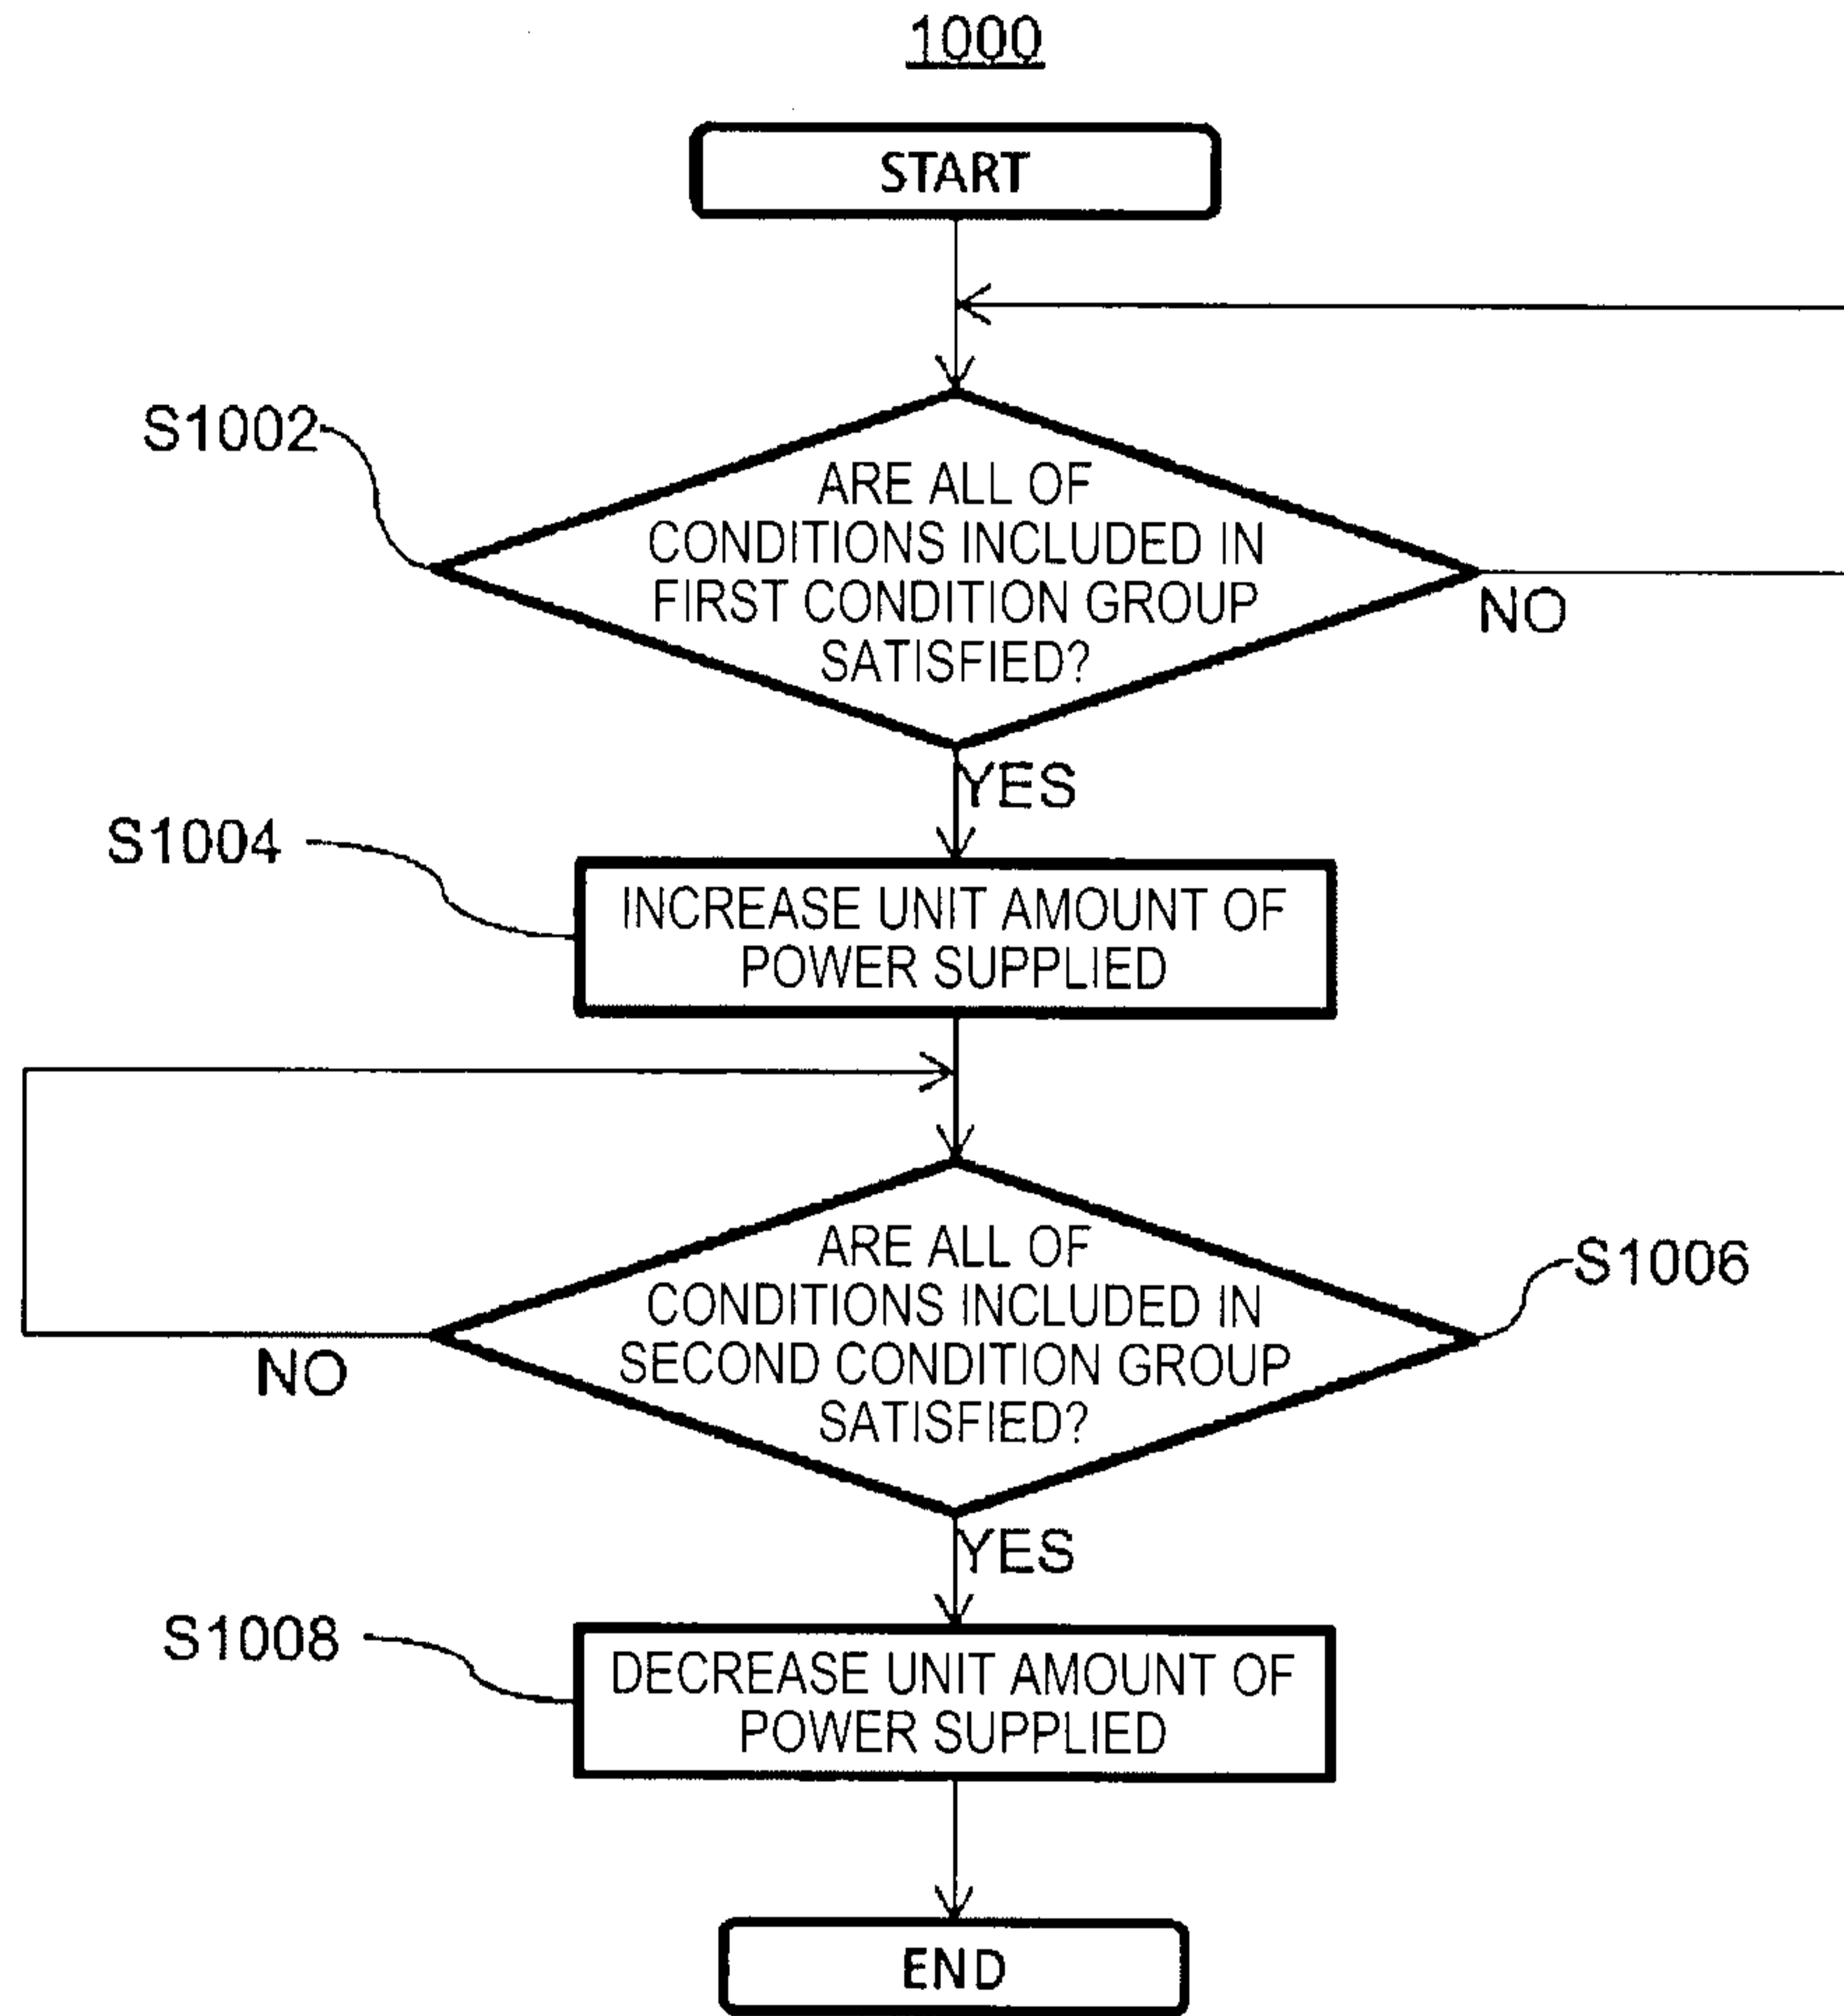 1000
START
S1002
ARE ALL OF
CONDITIONS INCLUDED IN
FIRST CONDITION GROUP
SATISFIED?
NO
YES
S1004
INCREASE UNIT AMOUNT OF
POWER SUPPLIED
ARE ALL OF
CONDITIONS INCLUDED IN
SECOND CONDITION GROUP
SATISFIED?
S1006
NO
YES
S1008
DECREASE UNIT AMOUNT OF
POWER SUPPLIED
END